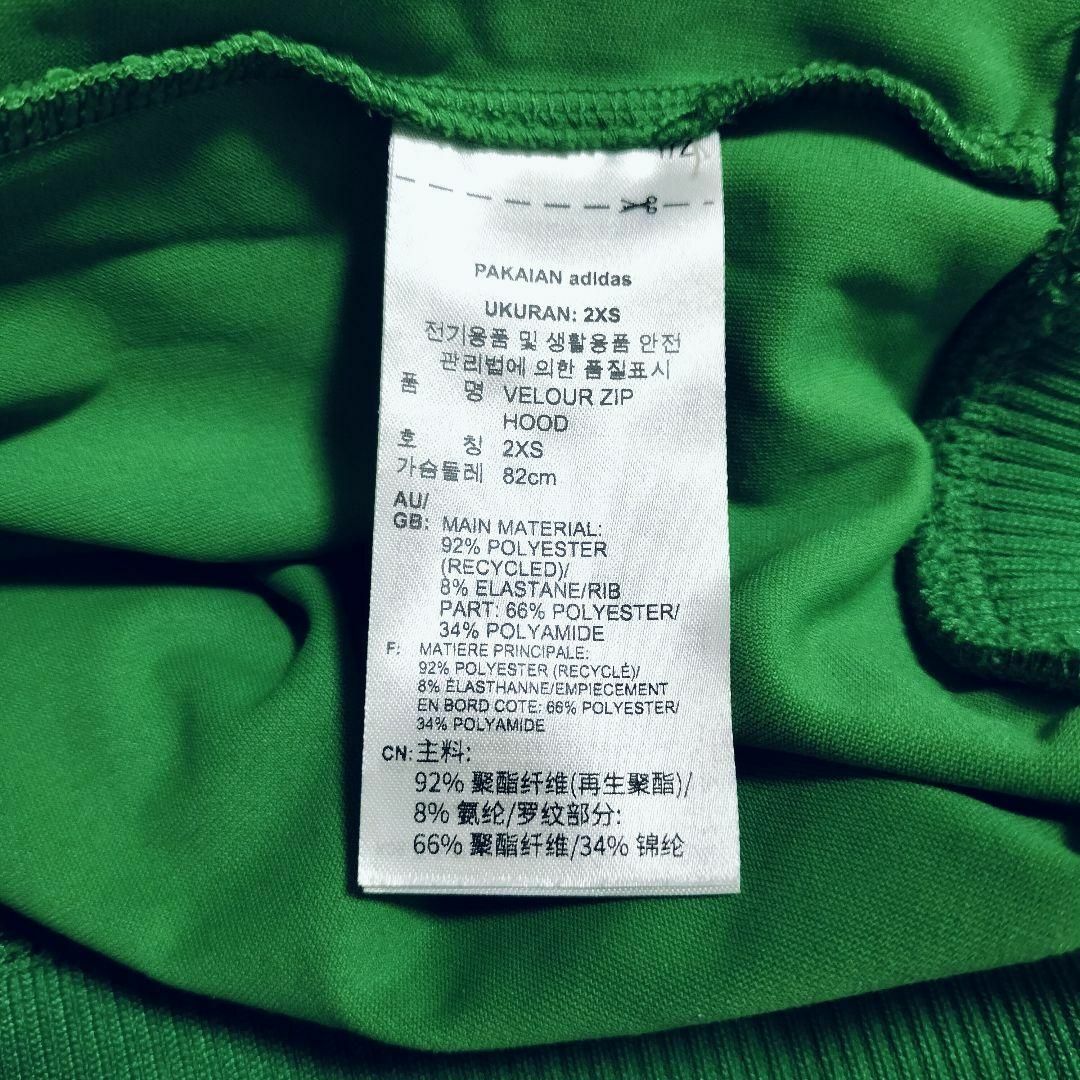 PAKAIAN adidas
UKURAN: 2XS
전기용품 및 생활용품 안전
관리법에 의한 품질표시
품 명 VELOUR ZIP
HOOD
호 칭 2XS
가슴둘레 82cm
AU/
GB: MAIN MATERIAL:
92% POLYESTER
(RECYCLED)/
8% ELASTANE/RIB
PART: 66% POLYESTER/
34% POLYAMIDE
F: MATIERE PRINCIPALE:
92% POLYESTER (RECYCLÉ)/
8% ÉLASTHANNE/EMPIECEMENT
EN BORD COTE: 66% POLYESTER/
34% POLYAMIDE
CN: 主料:
92% 聚酯纤维(再生聚酯)/
8% 氨纶/罗纹部分:
66% 聚酯纤维/34% 锦纶